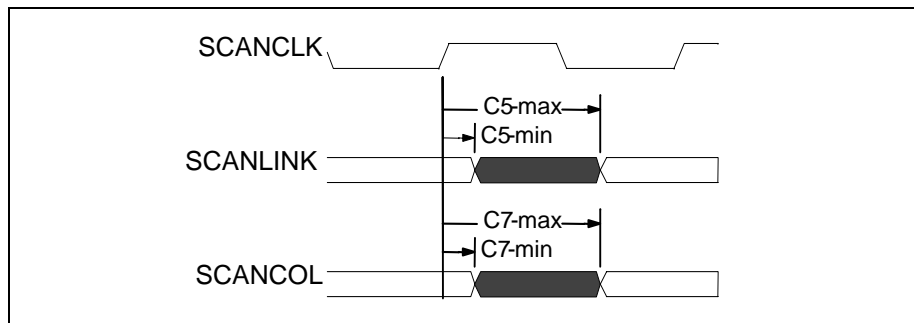 SCANCLK
C5-max
C5-min
SCANLINK
C7-max
C7-min
SCANCOL